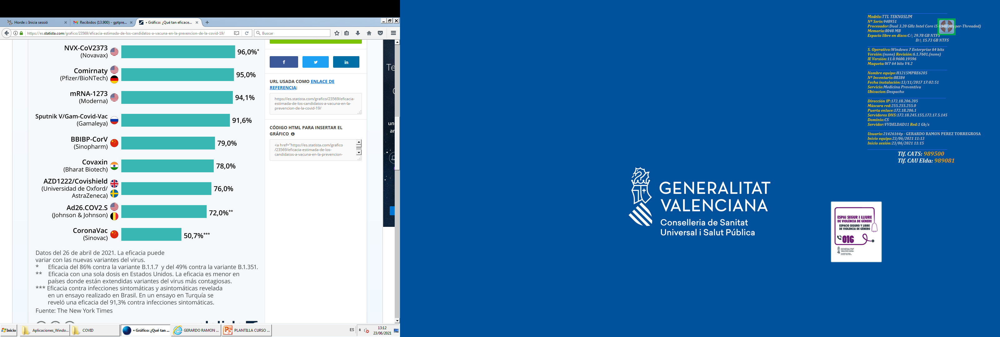 Horde :: Inicia sessió
Recibidos (13.900) - gptpre...
• Gráfico: ¿Qué tan eficace...
https://es.statista.com/grafico/23569/eficacia-estimada-de-los-candidatos-a-vacuna-en-la-prevencion-de-la-covid-19/
Buscar
NVX-CoV2373
(Novavax)
96,0%*
Comirnaty
(Pfizer/BioNTech)
95,0%
mRNA-1273
(Moderna)
94,1%
Sputnik V/Gam-Covid-Vac
(Gamaleya)
91,6%
BBIBP-CorV
(Sinopharm)
79,0%
Covaxin
(Bharat Biotech)
78,0%
AZD1222/Covishield
(Universidad de Oxford/
AstraZeneca)
76,0%
Ad26.COV2.S
(Johnson & Johnson)
72,0%**
CoronaVac
(Sinovac)
50,7%***
Datos del 26 de abril de 2021. La eficacia puede
variar con las nuevas variantes del virus.
* Eficacia del 86% contra la variante B.1.1.7 y del 49% contra la variante B.1.351.
** Eficacia con una sola dosis en Estados Unidos. La eficacia es menor en
países donde están extendidas variantes del virus más contagiosas.
*** Eficacia contra infecciones sintomáticas y asintomáticas revelada
en un ensayo realizado en Brasil. En un ensayo en Turquía se
reveló una eficacia del 91,3% contra infecciones sintomáticas.
Fuente: The New York Times
f
in
URL USADA COMO ENLACE DE
REFERENCIA:
https://es.statista.com/grafico/23569/eficacia-
estimada-de-los-candidatos-a-vacuna-en-la-
prevencion-de-la-covid-19/
CÓDIGO HTML PARA INSERTAR EL
GRÁFICO
<a href="https://es.statista.com/grafico
/23569/eficacia-estimada-de-los-
candidatos-a-vacuna-en-la-prevencion-
Te
un
ar
Inicio
Aplicaciones_Windo...
COVID
• Gráfico: ¿Qué tan ...
GERARDO RAMON ...
PLANTILLA CURSO ...
ES
13:12
23/06/2021
Modelo:TTL TEKNOSLIM
Nº Serie:948951
Procesador:Dual 3.20 GHz Intel Core i5-6500 (Hyper-Threaded)
Memoria:8048 MB
Espacio libre en disco:C:\ 29.78 GB NTFS
D:\ 15.73 GB NTFS
S. Operativo:Windows 7 Enterprise 64 bits
Versión:(none) Revisión:6.1.7601.(none)
IE Versión:11.0.9600.19596
Maqueta:W7 64 bits V4.2
Nombre equipo:H1215MPRE6205
Nº Inventario:88384
Fecha instalación:13/11/2017 17:02:51
Servicio:Medicina Preventiva
Ubicacion:Despacho
Dirección IP:172.18.206.205
Máscara red:255.255.255.0
Puerta enlace:172.18.206.1
Servidores DNS:172.18.245.155,172.17.5.145
Dominio:CS
Servidor:VVDELDAD11 Red:1 Gb/s
Usuario:21426164p - GERARDO RAMON PEREZ TORREGROSA
Inicio equipo:23/06/2021 11:13
Inicio sesión:23/06/2021 11:15
Tlf. CATS: 989500
Tlf. CAU Elda: 989081
GENERALITAT
VALENCIANA
Conselleria de Sanitat
Universal i Salut Pública
ESPAI SEGUR I LLIURE
DE VIOLÈNCIA DE GÈNERE
ESPACIO SEGURO Y LIBRE
DE VIOLENCIA DE GÉNERO
016
GENERALITAT
VALENCIANA